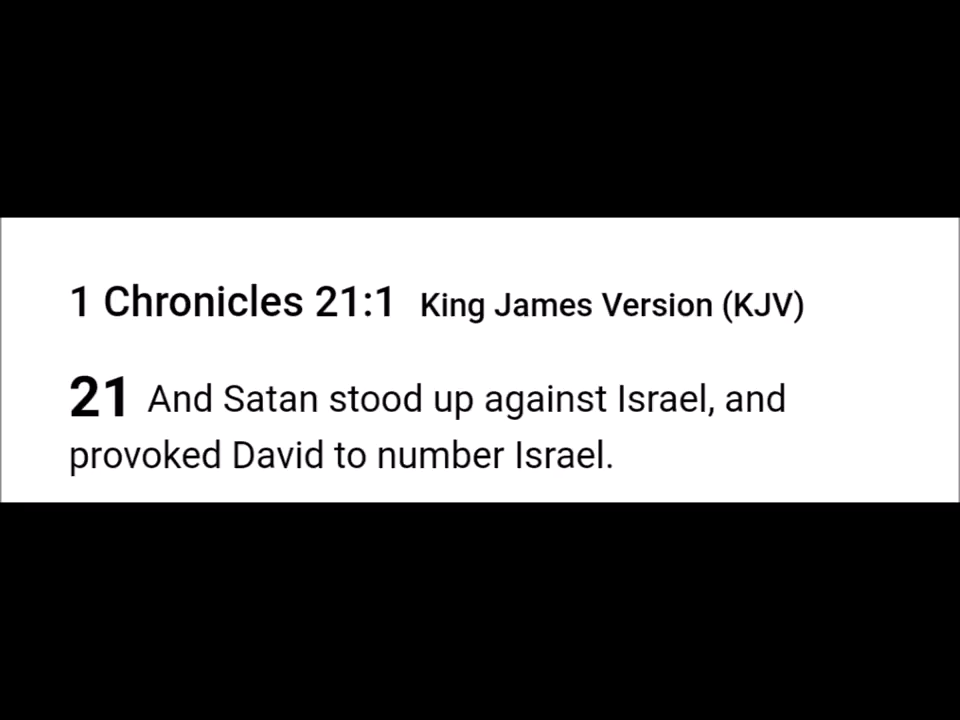 1 Chronicles 21:1 King James Version (KJV)
21 And Satan stood up against Israel, and
provoked David to number Israel.